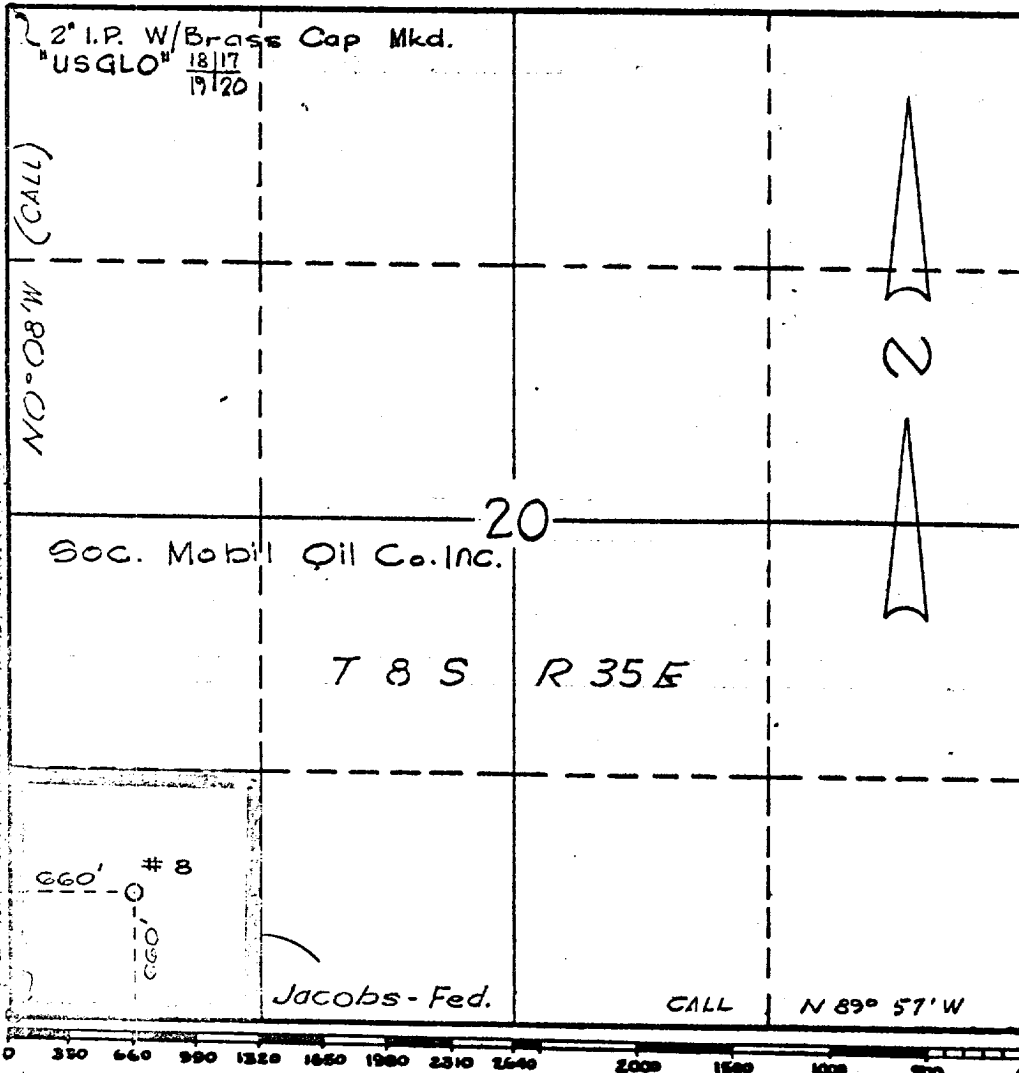 2" I.P. W/Brass Cap Mkd.
"USGLO" 18|17
19|20
N0°08'W (CALL)
N
20
Soc. Mobil Oil Co. Inc.
T 8 S R 35 E
# 8
660'
660'
Jacobs - Fed.
CALL N 89° 57' W
0 330 660 990 1320 1650 1980 2310 2640 2000 1500 1000 500